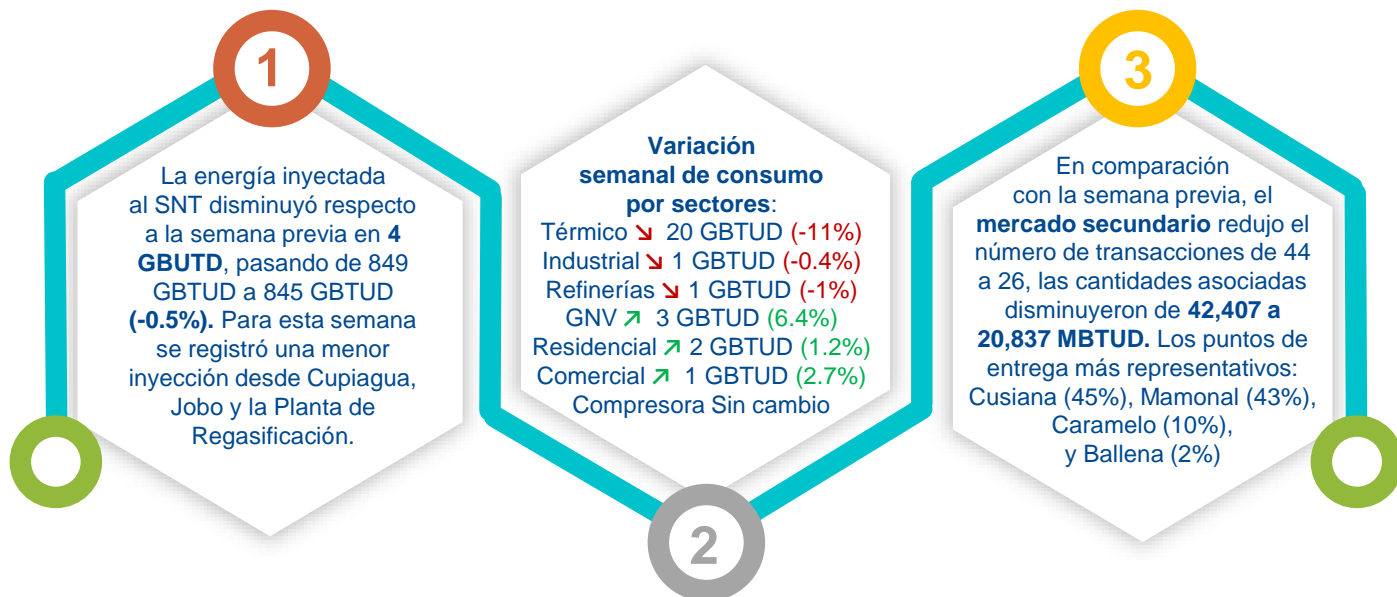 1
La energía inyectada
al SNT disminuyó respecto
a la semana previa en 4
GBUTD, pasando de 849
GBTUD a 845 GBTUD
(-0.5%). Para esta semana
se registró una menor
inyección desde Cupiagua,
Jobo y la Planta de
Regasificación.
Variación
semanal de consumo
por sectores:
Térmico ↘ 20 GBTUD (-11%)
Industrial ↘ 1 GBTUD (-0.4%)
Refinerías ↘ 1 GBTUD (-1%)
GNV ↗ 3 GBTUD (6.4%)
Residencial ↗ 2 GBTUD (1.2%)
Comercial ↗ 1 GBTUD (2.7%)
Compresora Sin cambio
2
3
En comparación
con la semana previa, el
mercado secundario redujo el
número de transacciones de 44
a 26, las cantidades asociadas
disminuyeron de 42,407 a
20,837 MBTUD. Los puntos de
entrega más representativos:
Cusiana (45%), Mamonal (43%),
Caramelo (10%),
y Ballena (2%)